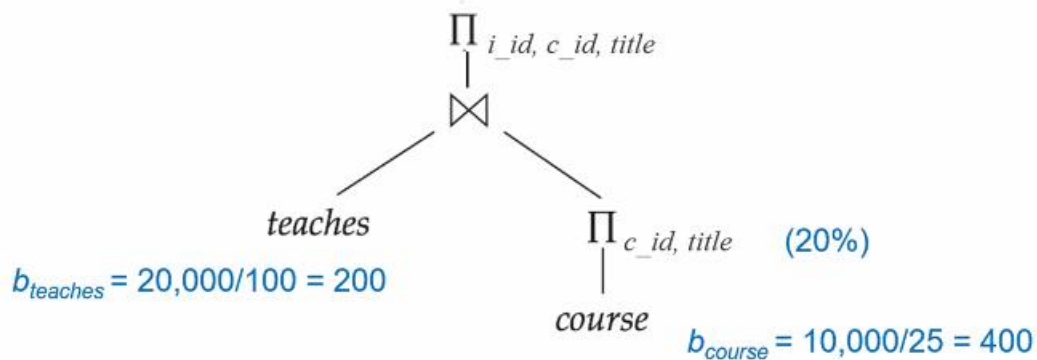 ∏ i_id, c_id, title
⋈
teaches
∏ c_id, title (20%)
b_teaches = 20,000/100 = 200
course
b_course = 10,000/25 = 400